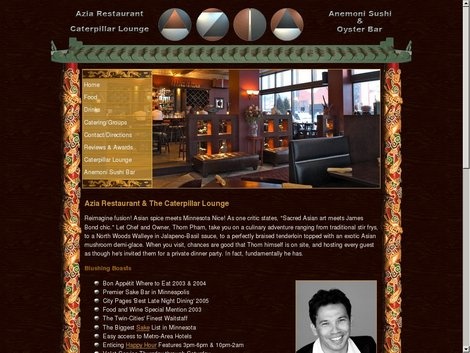 Azia Restaurant
&
Caterpillar Lounge
Anemoni Sushi
&
Oyster Bar
Home
Food
Drinks
Catering/Groups
Contact/Directions
Reviews & Awards
Caterpillar Lounge
Anemoni Sushi Bar
Azia Restaurant & The Caterpillar Lounge
Reimagine fusion! Asian spice meets Minnesota Nice! As one critic states, "Sacred Asian art meets James
Bond chic." Let Chef and Owner, Thom Pham, take you on a culinary adventure ranging from traditional stir frys,
to a North Woods Walleye in Jalapeno-Basil sauce, to a perfectly braised tenderloin topped with an exotic Asian
mushroom demi-glace. When you visit, chances are good that Thom himself is on site, and hosting every guest
as though he's invited them for a private dinner party. In fact, fundamentally he has.
Blushing Boasts
Bon Appétit Where to Eat 2003 & 2004
Premier Sake Bar in Minneapolis
City Pages 'Best Late Night Dining' 2005
Food and Wine Special Mention 2003
The Twin-Cities' Finest Waitstaff
The Biggest Sake List in Minnesota
Easy access to Metro-Area Hotels
Enticing Happy Hour Features 3pm-6pm & 10pm-2am